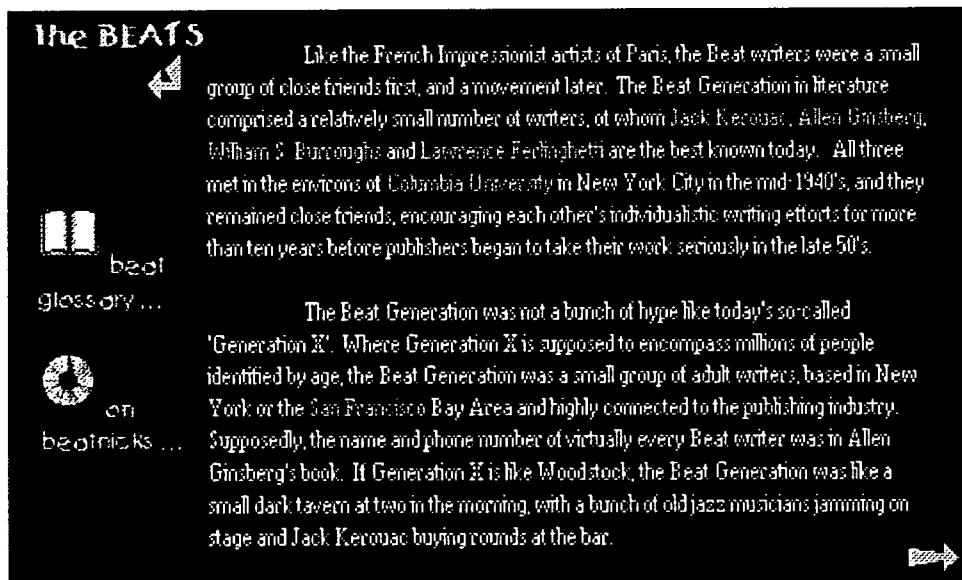 The BEATS
Like the French Impressionist artists of Paris, the Beat writers were a small
group of close friends first, and a movement later. The Beat Generation in literature
comprised a relatively small number of writers, of whom Jack Kerouac, Allen Ginsberg,
William S. Burroughs and Lawrence Ferlinghetti are the best known today. All three
met in the environs of Columbia University in New York City in the mid-1940's, and they
remained close friends, encouraging each other's individualistic writing efforts for more
than ten years before publishers began to take their work seriously in the late 50's.
beat
glossary ...
The Beat Generation was not a bunch of hype like today's so-called
'Generation X'. Where Generation X is supposed to encompass millions of people
identified by age, the Beat Generation was a small group of adult writers, based in New
York or the San Francisco Bay Area and highly connected to the publishing industry.
Supposedly, the name and phone number of virtually every Beat writer was in Allen
Ginsberg's book. If Generation X is like Woodstock, the Beat Generation was like a
small dark tavern at two in the morning, with a bunch of old jazz musicians jamming on
stage and Jack Kerouac buying rounds at the bar.
on
beatnicks ...